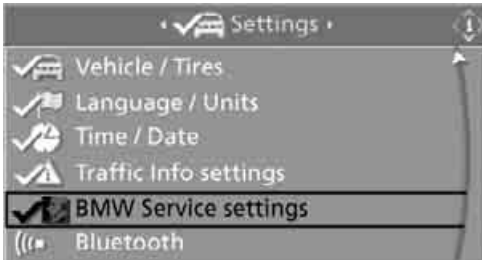 Settings
Vehicle / Tires
Language / Units
Time / Date
Traffic Info settings
BMW Service settings
Bluetooth